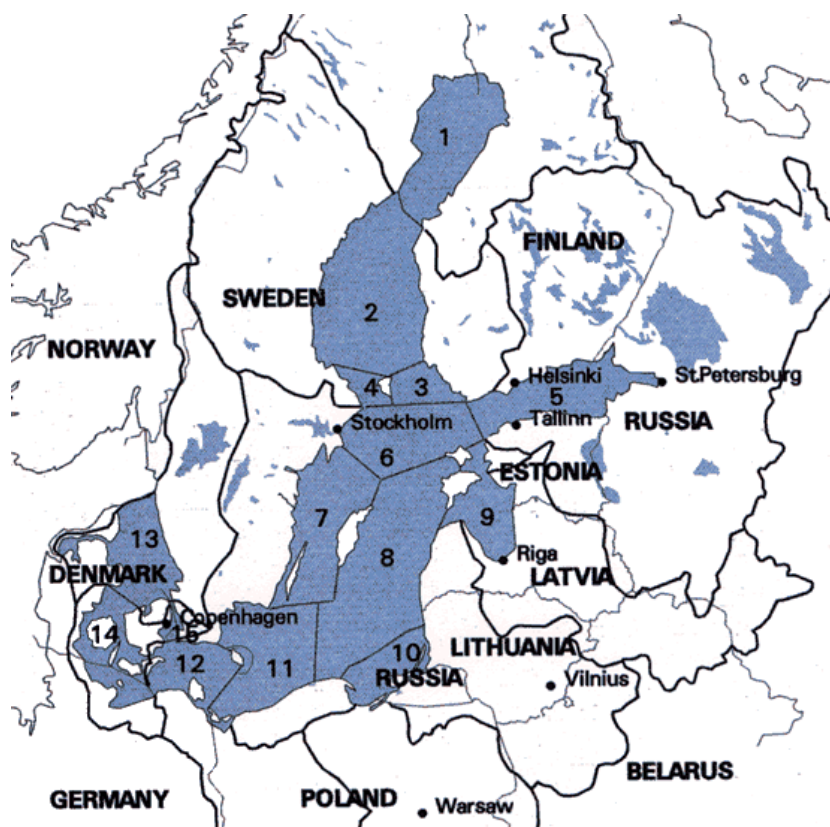 1
FINLAND
SWEDEN
2
NORWAY
4
3
Helsinki
5
St.Petersburg
Stockholm
Tallinn
RUSSIA
6
ESTONIA
7
9
13
8
Riga
DENMARK
LATVIA
Copenhagen
14
15
LITHUANIA
12
11
10
RUSSIA
Vilnius
BELARUS
GERMANY
POLAND
Warsaw